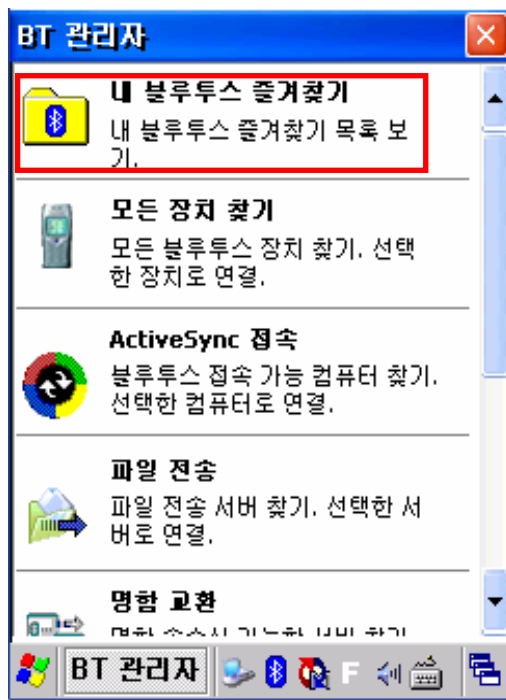 BT 관리자
내 블루투스 즐겨찾기
내 블루투스 즐겨찾기 목록 보
기.
모든 장치 찾기
모든 블루투스 장치 찾기. 선택
한 장치로 연결.
ActiveSync 접속
블루투스 접속 가능 컴퓨터 찾기.
선택한 컴퓨터로 연결.
파일 전송
파일 전송 서버 찾기. 선택한 서
버로 연결.
명함 교환
BT 관리자
F